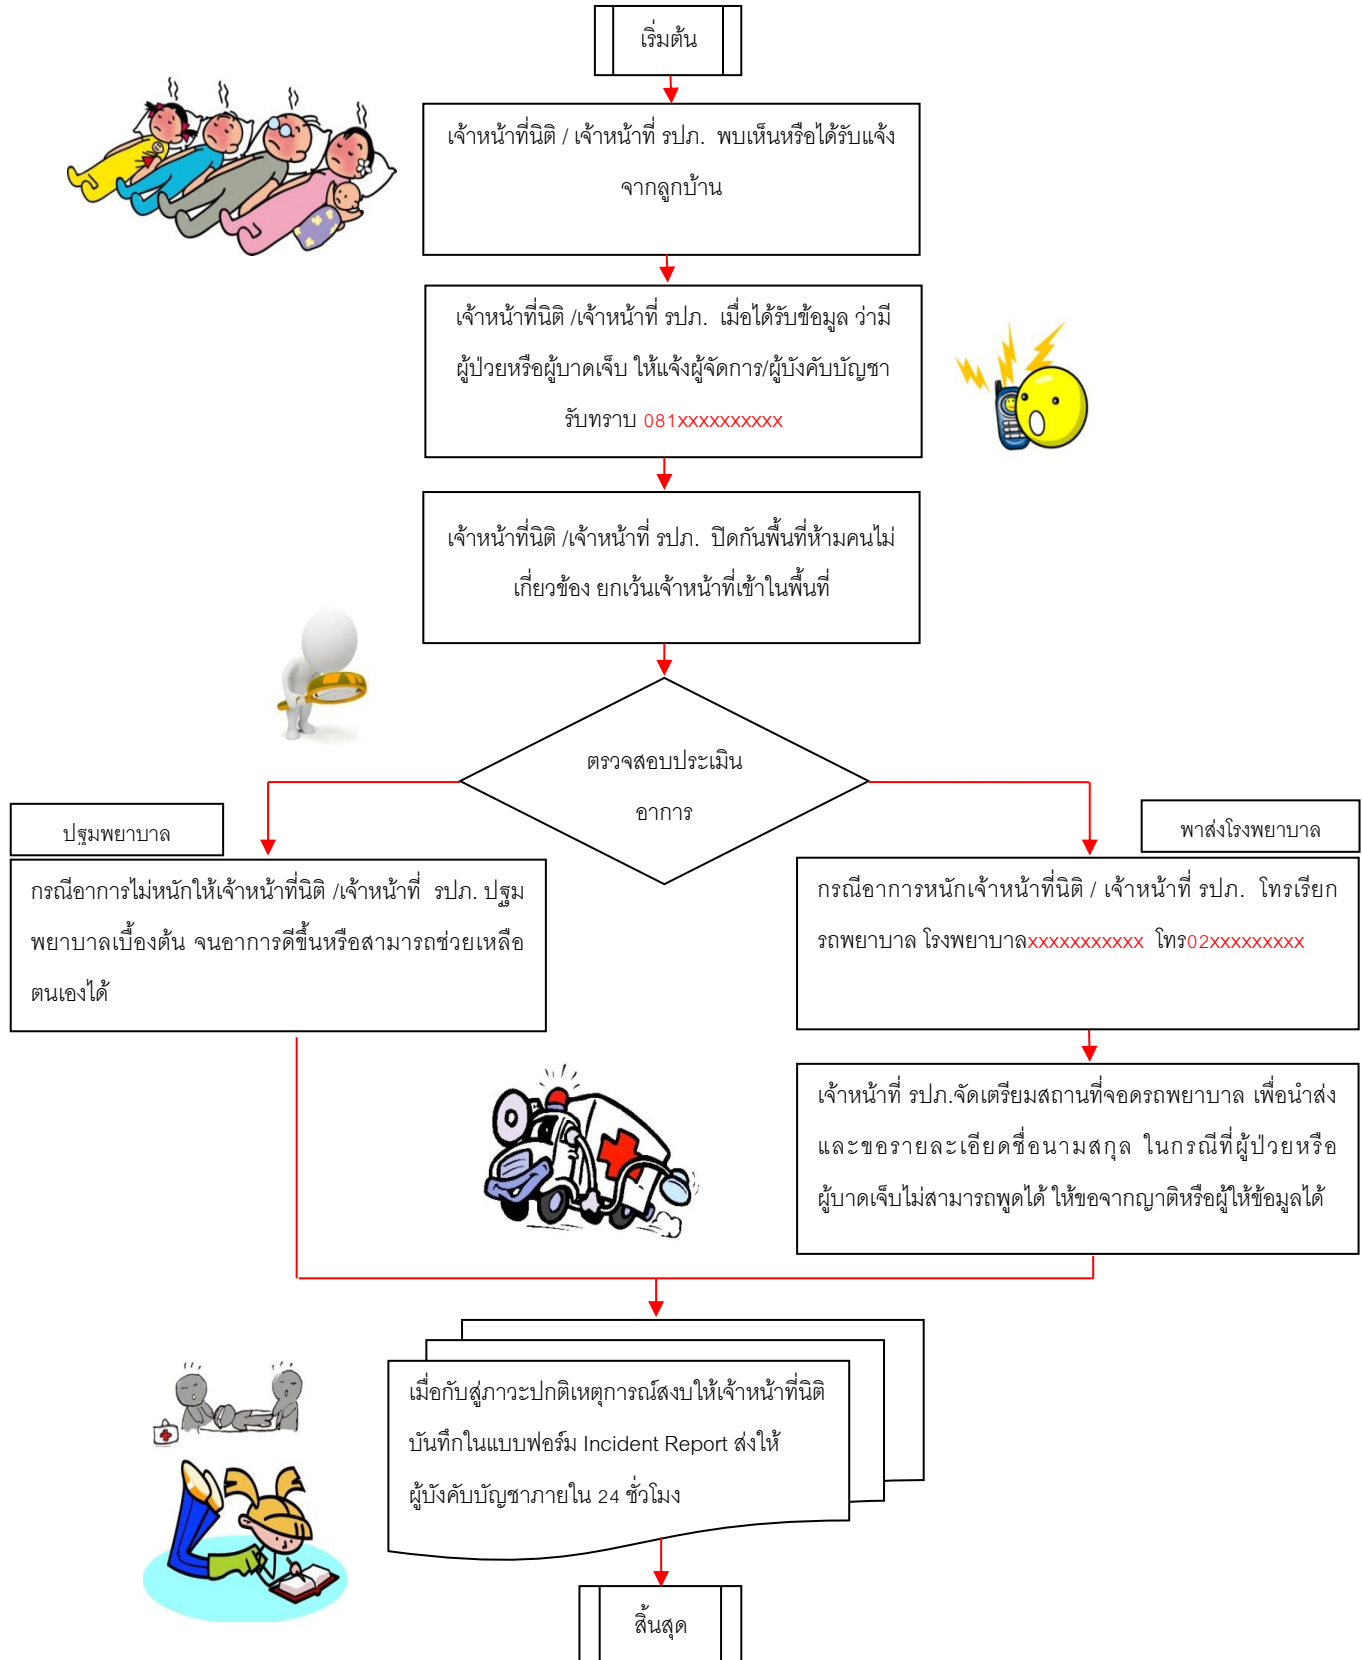 เริ่มต้น
เจ้าหน้าที่นิติ / เจ้าหน้าที่ รปภ. พบเห็นหรือได้รับแจ้ง
จากลูกบ้าน
เจ้าหน้าที่นิติ /เจ้าหน้าที่ รปภ. เมื่อได้รับข้อมูล ว่ามี
ผู้ป่วยหรือผู้บาดเจ็บ ให้แจ้งผู้จัดการ/ผู้บังคับบัญชา
รับทราบ 081xxxxxxxxxx
เจ้าหน้าที่นิติ /เจ้าหน้าที่ รปภ. ปิดกันพื้นที่ห้ามคนไม่
เกี่ยวข้อง ยกเว้นเจ้าหน้าที่เข้าในพื้นที่
ตรวจสอบประเมิน
อาการ
ปฐมพยาบาล
กรณีอาการไม่หนักให้เจ้าหน้าที่นิติ /เจ้าหน้าที่ รปภ. ปฐม
พยาบาลเบื้องต้น จนอาการดีขึ้นหรือสามารถช่วยเหลือ
ตนเองได้
พาส่งโรงพยาบาล
กรณีอาการหนักเจ้าหน้าที่นิติ / เจ้าหน้าที่ รปภ. โทรเรียก
รถพยาบาล โรงพยาบาลxxxxxxxxxxx โทร02xxxxxxxxx
เจ้าหน้าที่ รปภ.จัดเตรียมสถานที่จอดรถพยาบาล เพื่อนำส่ง
และขอรายละเอียดชื่อนามสกุล ในกรณีที่ผู้ป่วยหรือ
ผู้บาดเจ็บไม่สามารถพูดได้ ให้ขอจากญาติหรือผู้ให้ข้อมูลได้
เมื่อกับสู่ภาวะปกติเหตุการณ์สงบให้เจ้าหน้าที่นิติ
บันทึกในแบบฟอร์ม Incident Report ส่งให้
ผู้บังคับบัญชาภายใน 24 ชั่วโมง
สิ้นสุด